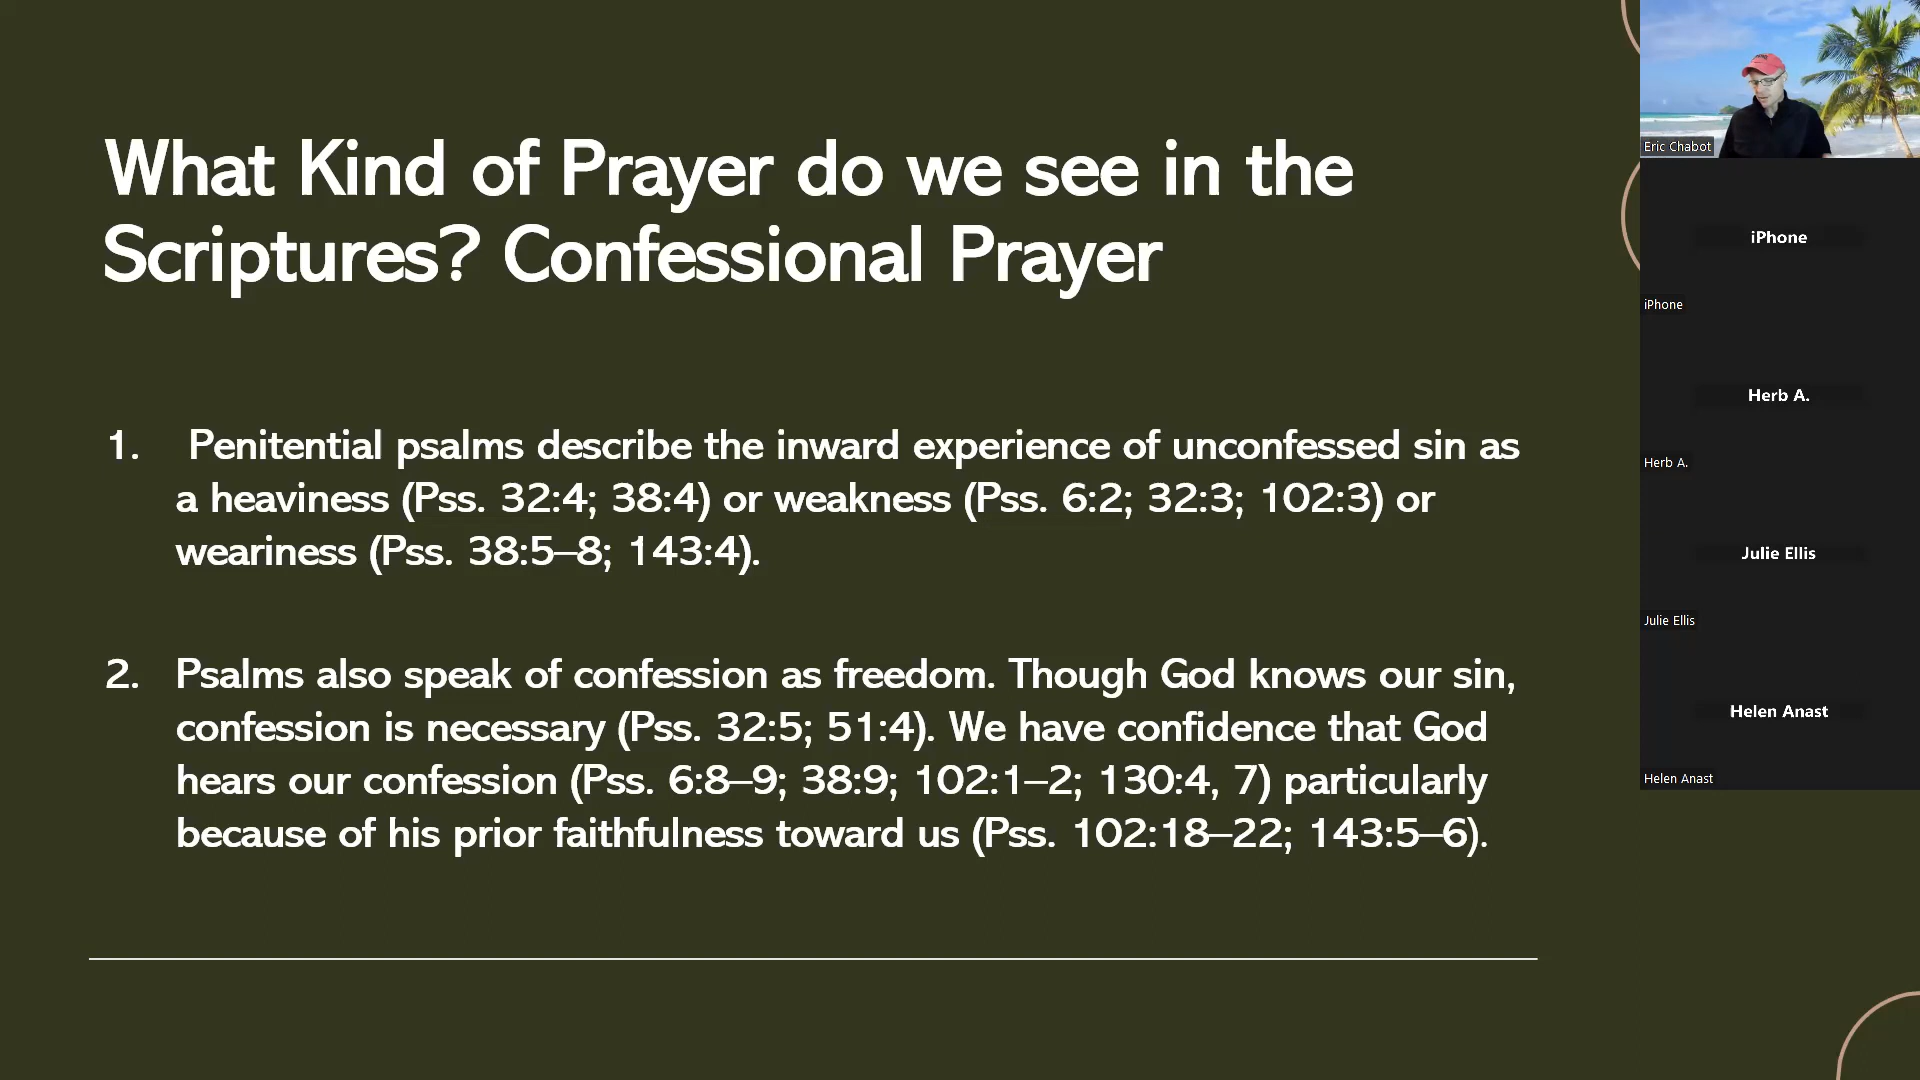 What Kind of Prayer do we see in the
Scriptures? Confessional Prayer
1. Penitential psalms describe the inward experience of unconfessed sin as
a heaviness (Pss. 32:4; 38:4) or weakness (Pss. 6:2; 32:3; 102:3) or
weariness (Pss. 38:5–8; 143:4).
2. Psalms also speak of confession as freedom. Though God knows our sin,
confession is necessary (Pss. 32:5; 51:4). We have confidence that God
hears our confession (Pss. 6:8–9; 38:9; 102:1–2; 130:4, 7) particularly
because of his prior faithfulness toward us (Pss. 102:18–22; 143:5–6).
Eric Chabot
iPhone
iPhone
Herb A.
Herb A.
Julie Ellis
Julie Ellis
Helen Anast
Helen Anast